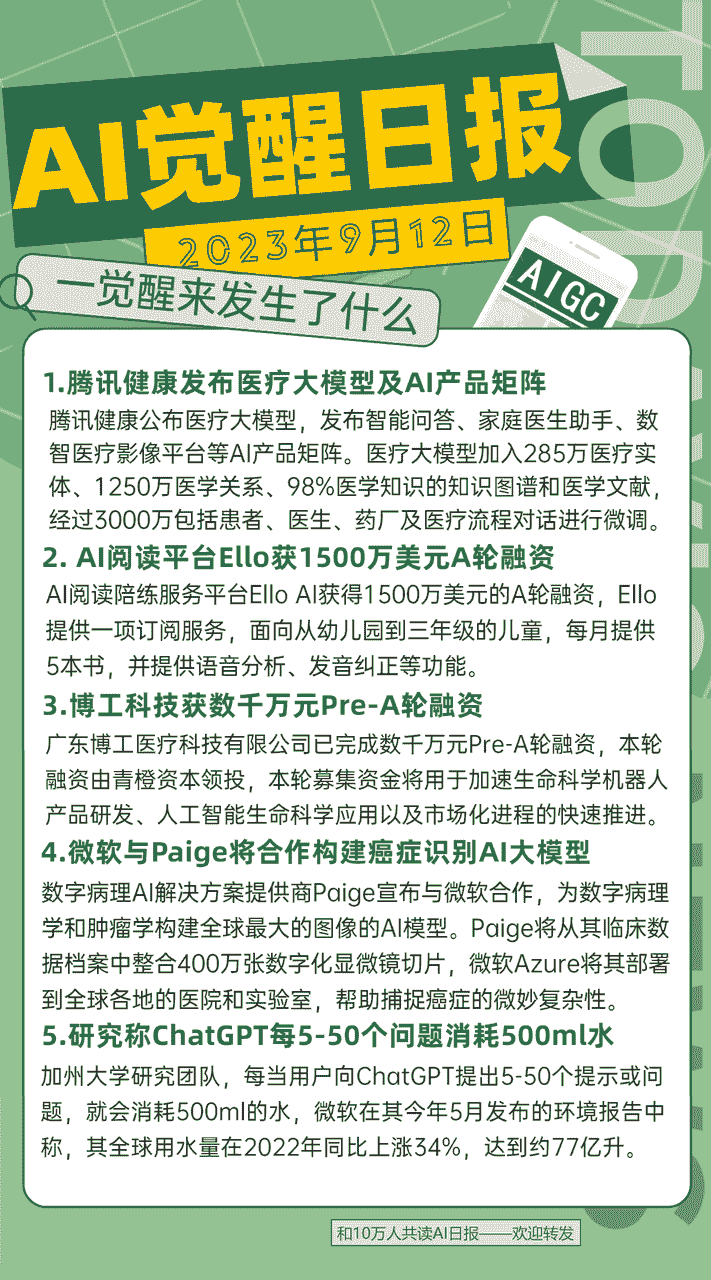 AI觉醒日报
2023年9月12日
一觉醒来发生了什么
AIGC
1.腾讯健康发布医疗大模型及AI产品矩阵
腾讯健康公布医疗大模型，发布智能问答、家庭医生助手、数
智医疗影像平台等AI产品矩阵。医疗大模型加入285万医疗实
体、1250万医学关系、98%医学知识的知识图谱和医学文献，
经过3000万包括患者、医生、药厂及医疗流程对话进行微调。
2. AI阅读平台Ello获1500万美元A轮融资
AI阅读陪练服务平台Ello AI获得1500万美元的A轮融资，Ello
提供一项订阅服务，面向从幼儿园到三年级的儿童，每月提供
5本书，并提供语音分析、发音纠正等功能。
3.博工科技获数千万元Pre-A轮融资
广东博工医疗科技有限公司已完成数千万元Pre-A轮融资，本轮
融资由青橙资本领投，本轮募集资金将用于加速生命科学机器人
产品研发、人工智能生命科学应用以及市场化进程的快速推进。
4.微软与Paige将合作构建癌症识别AI大模型
数字病理AI解决方案提供商Paige宣布与微软合作，为数字病理
学和肿瘤学构建全球最大的图像的AI模型。Paige将从其临床数
据档案中整合400万张数字化显微镜切片，微软Azure将其部署
到全球各地的医院和实验室，帮助捕捉癌症的微妙复杂性。
5.研究称ChatGPT每5-50个问题消耗500ml水
加州大学研究团队，每当用户向ChatGPT提出5-50个提示或问
题，就会消耗500ml的水，微软在其今年5月发布的环境报告中
称，其全球用水量在2022年同比上涨34%，达到约77亿升。
和10万人共读AI日报——欢迎转发